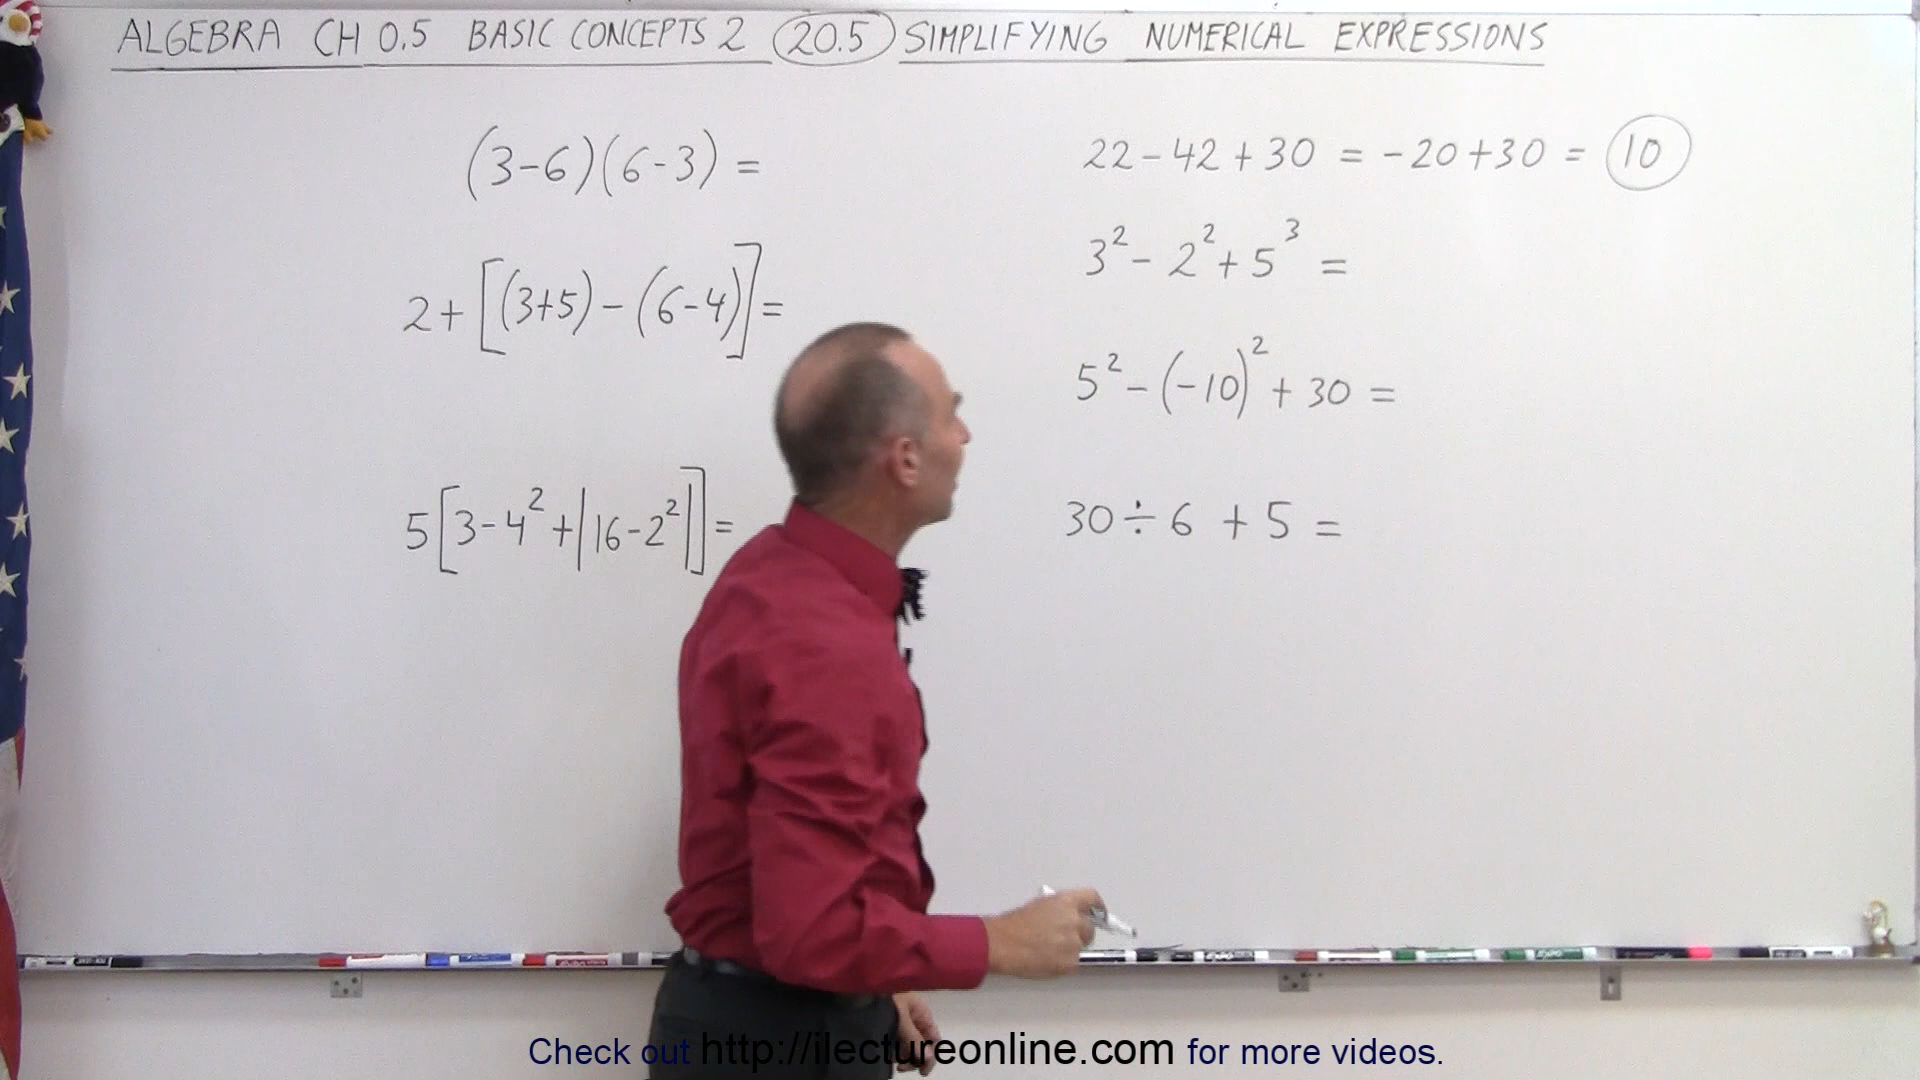 ALGEBRA CH 0.5 BASIC CONCEPTS 2 20.5 SIMPLIFYING NUMERICAL EXPRESSIONS
(3-6)(6-3) =
2+[(3+5)-(6-4)]=
5[3-4²+|16-2²|]=
22-42+30 = -20+30 = 10
3²-2²+5³ =
5²-(-10)²+30 =
30÷6 +5 =
Check out http://ilectureonline.com for more videos.